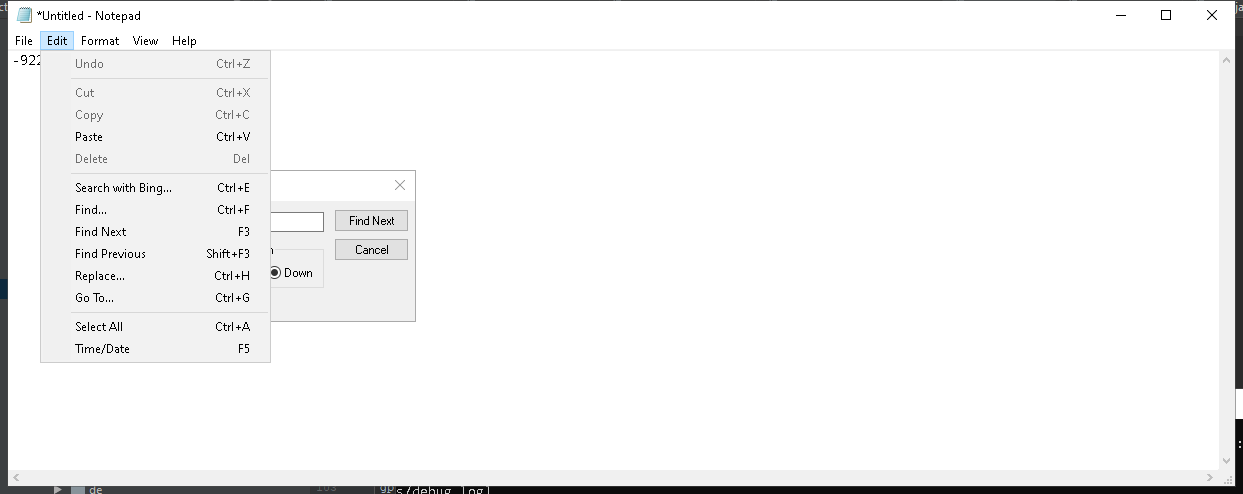 *Untitled - Notepad
File Edit Format View Help
-922
Undo Ctrl+Z
Cut Ctrl+X
Copy Ctrl+C
Paste Ctrl+V
Delete Del
Search with Bing... Ctrl+E
Find... Ctrl+F
Find Next F3
Find Previous Shift+F3
Replace... Ctrl+H
Go To... Ctrl+G
Select All Ctrl+A
Time/Date F5
Find Next
Cancel
Down
de
s/debug log